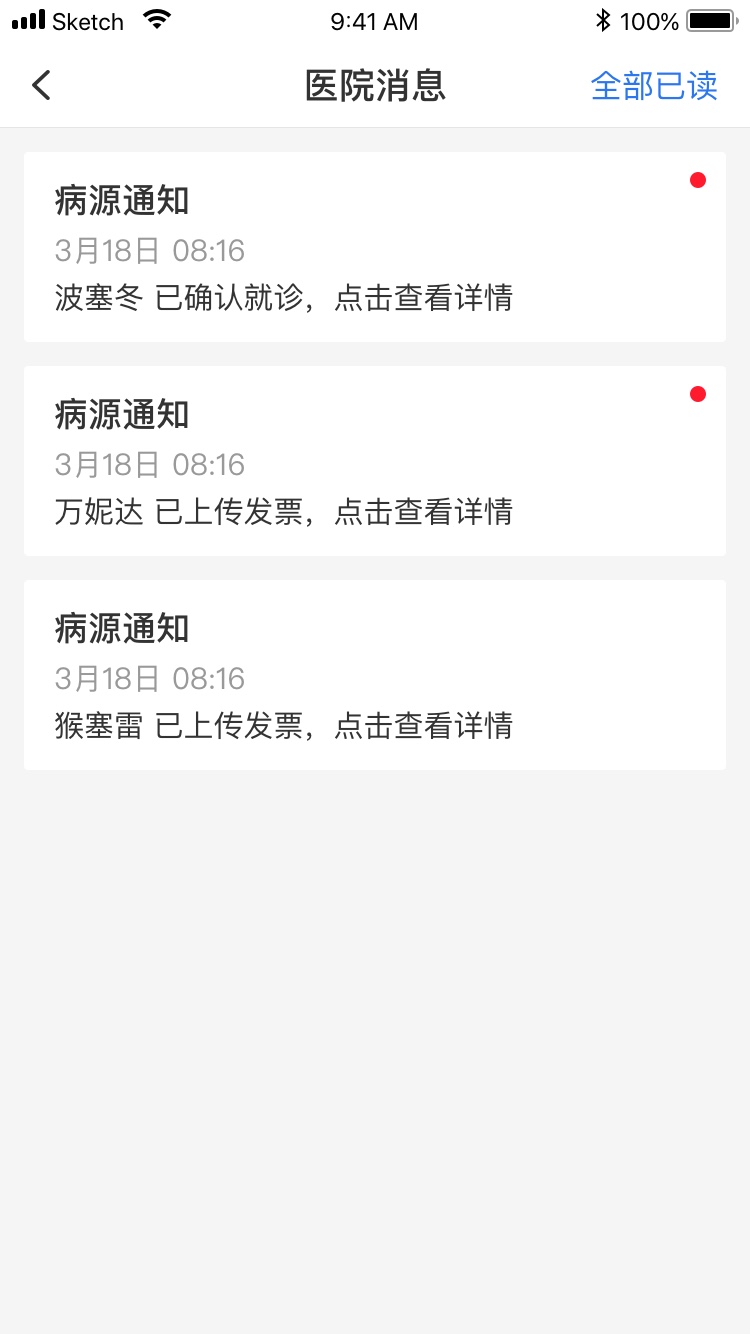 Sketch 9:41 AM 100%
医院消息 全部已读
病源通知
3月18日 08:16
波塞冬 已确认就诊，点击查看详情
病源通知
3月18日 08:16
万妮达 已上传发票，点击查看详情
病源通知
3月18日 08:16
猴塞雷 已上传发票，点击查看详情